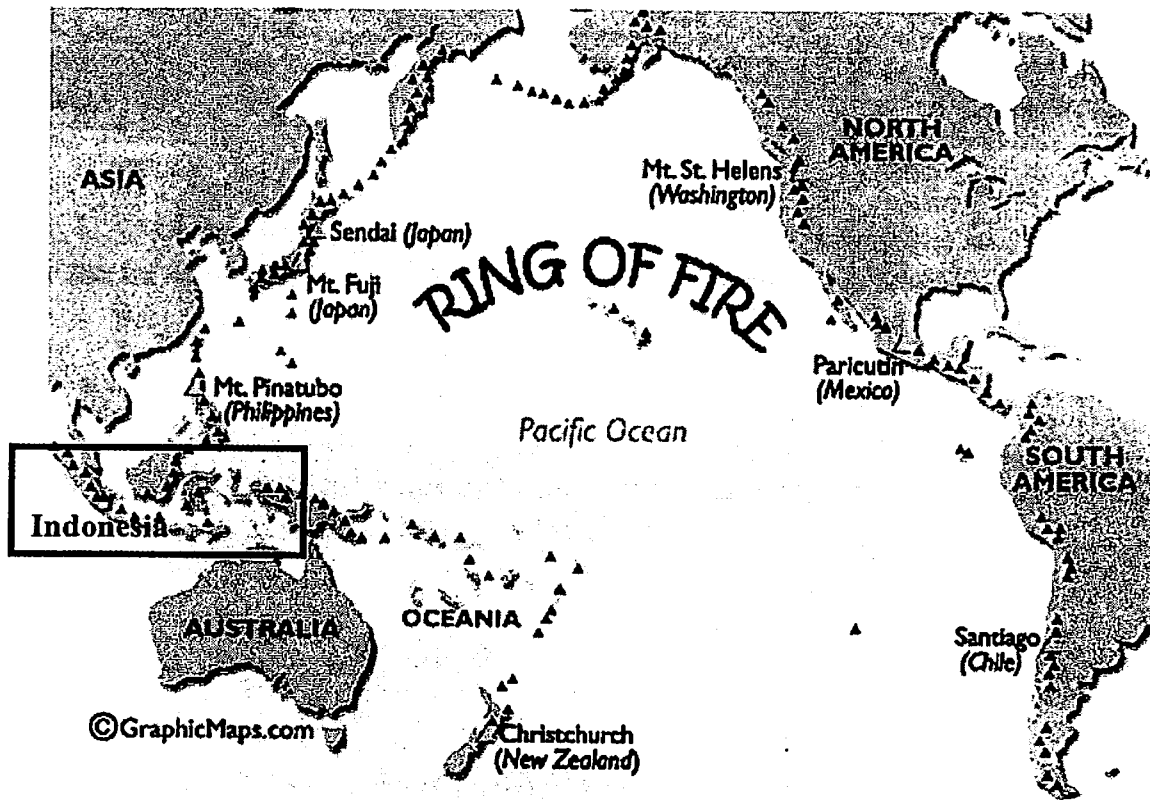 ASIA
NORTH
AMERICA
Mt. St. Helens
(Washington)
Sendai (Japan)
RING OF FIRE
Mt. Fuji
(Japan)
Paricutin
(Mexico)
Mt. Pinatubo
(Philippines)
Pacific Ocean
SOUTH
AMERICA
Indonesia
OCEANIA
AUSTRALIA
Santiago
(Chile)
©GraphicMaps.com
Christchurch
(New Zealand)